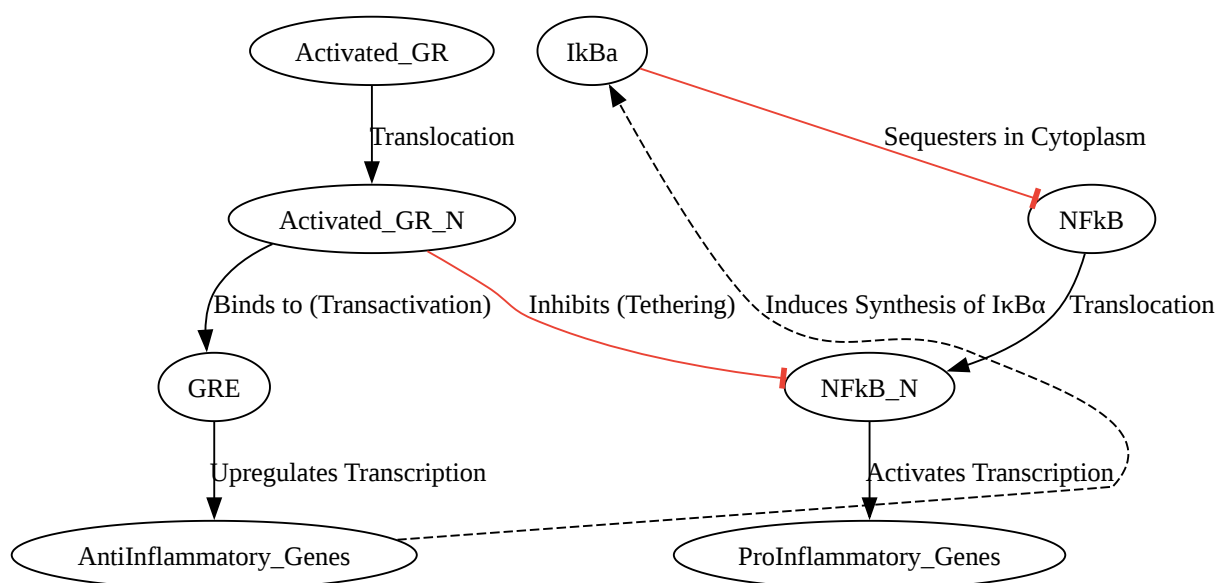 Activated_GR
IkBa
Translocation
Sequesters in Cytoplasm
Activated_GR_N
NFkB
Binds to (Transactivation)
Inhibits (Tethering)
Induces Synthesis of IκBα
Translocation
GRE
NFkB_N
Upregulates Transcription
Activates Transcription
AntiInflammatory_Genes
ProInflammatory_Genes